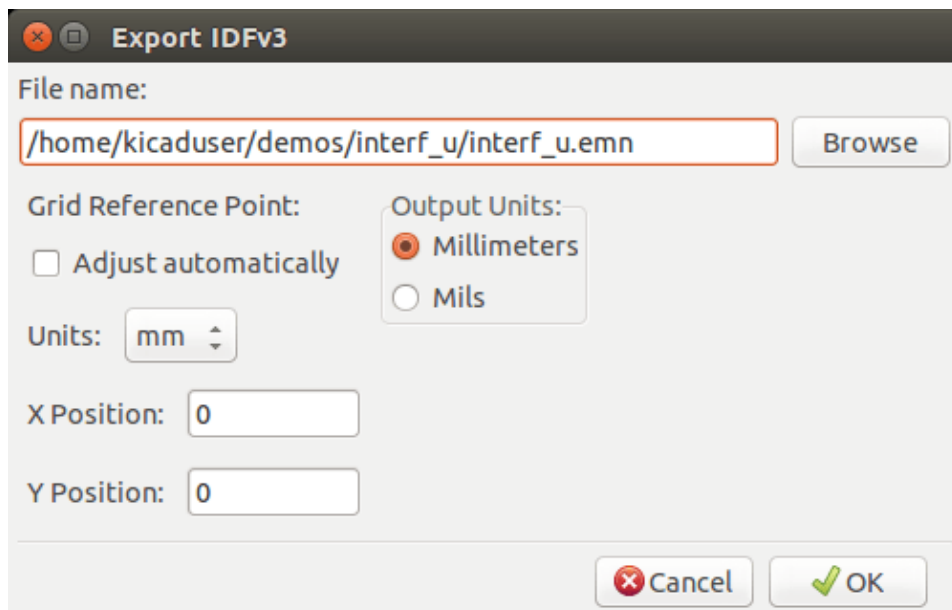 Export IDFv3
File name:
/home/kicaduser/demos/interf_u/interf_u.emn
Browse
Grid Reference Point:
Output Units:
Adjust automatically
Millimeters
Mils
Units:
mm
X Position:
0
Y Position:
0
Cancel
OK